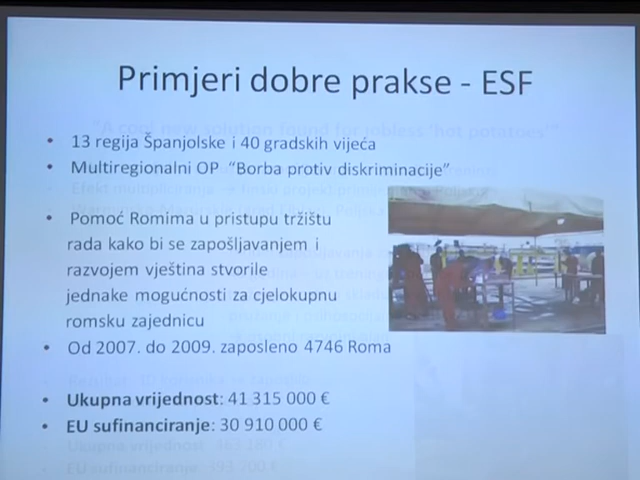 Primjeri dobre prakse - ESF
• 13 regija Španjolske i 40 gradskih vijeća
• Multiregionalni OP “Borba protiv diskriminacije”
• Pomoć Romima u pristupu tržištu
rada kako bi se zapošljavanjem i
razvojem vještina stvorile
jednake mogućnosti za cjelokupnu
romsku zajednicu
• Od 2007. do 2009. zaposleno 4746 Roma
• Ukupna vrijednost: 41 315 000 €
• EU sufinanciranje: 30 910 000 €